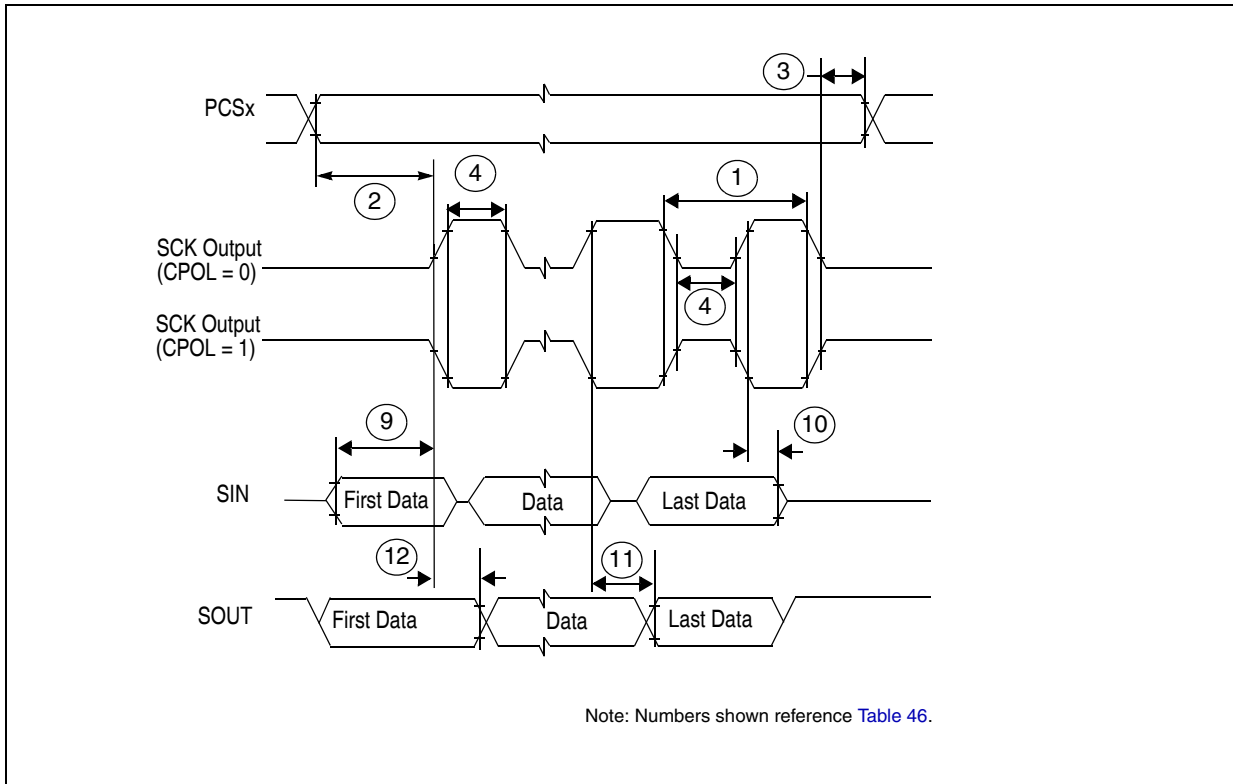 3
PCSx
2
4
1
SCK Output
(CPOL = 0)
4
SCK Output
(CPOL = 1)
9
10
SIN
First Data
Data
Last Data
12
11
SOUT
First Data
Data
Last Data
Note: Numbers shown reference Table 46.